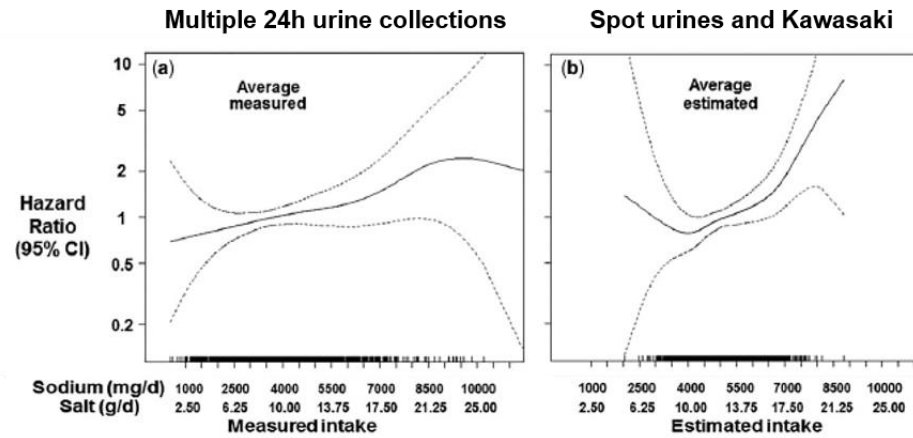 Multiple 24h urine collections
Spot urines and Kawasaki
Hazard
Ratio
(95% CI)
10
5
2
1
0.5
0.2
(a)
Average
measured
(b)
Average
estimated
Sodium (mg/d) 1000 2500 4000 5500 7000 8500 10000
Salt (g/d) 2.50 6.25 10.00 13.75 17.50 21.25 25.00
Measured intake
1000 2500 4000 5500 7000 8500 10000
2.50 6.25 10.00 13.75 17.50 21.25 25.00
Estimated intake